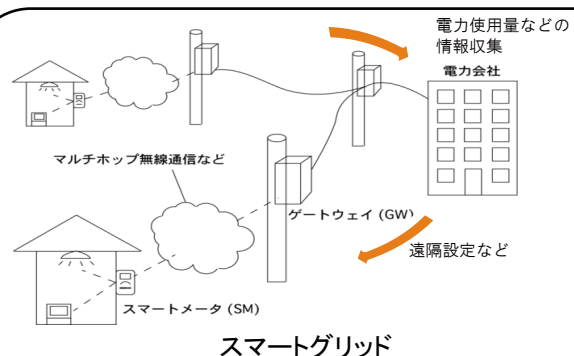 電力使用量などの
情報収集
電力会社
マルチホップ無線通信など
ゲートウェイ (GW)
遠隔設定など
スマートメータ (SM)
スマートグリッド